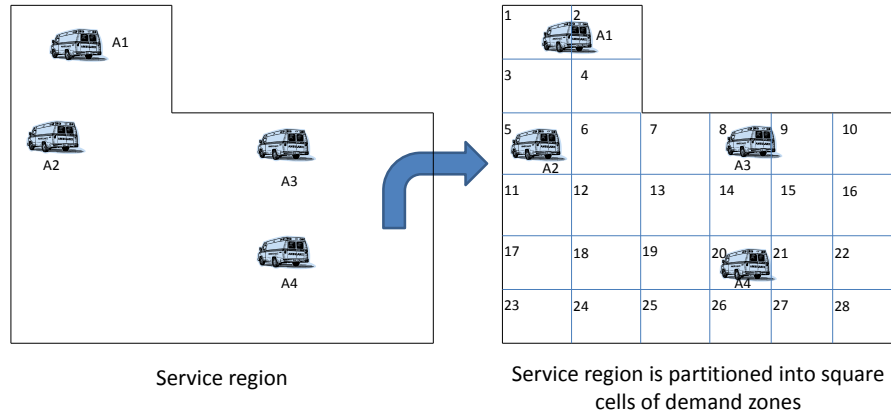 A1
A2
A3
A4
Service region
1 2
A1
3 4
5 6 7 8 9 10
A2 A3
11 12 13 14 15 16
17 18 19 20 21 22
A4
23 24 25 26 27 28
Service region is partitioned into square
cells of demand zones